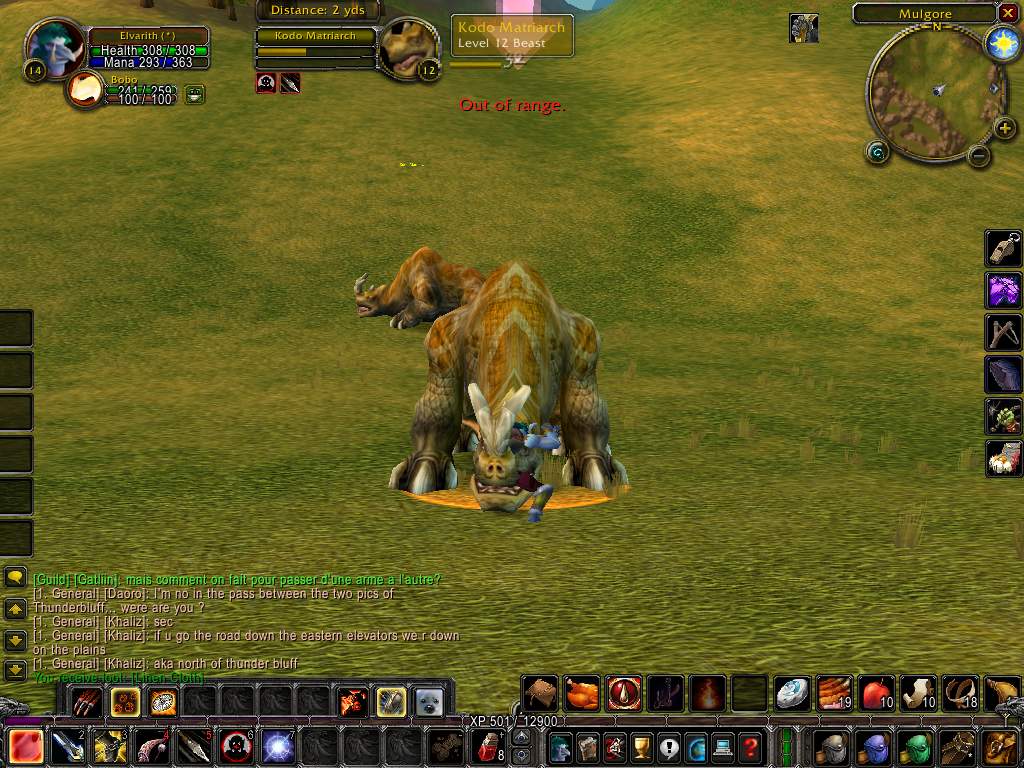 Distance: 2 yds
Elvarith (*)
Health 308 / 308
Mana 293 / 363
14
Bobo
241 / 259
100 / 100
Kodo Matriarch
12
Kodo Matriarch
Level 12 Beast
Mulgore
N
Out of range.
[Guild] [Gatliin]: mais comment on fait pour passer d'une arme a l'autre?
[1. General] [Daoro]: I'm no in the pass between the two pics of
Thunderbluff... were are you ?
[1. General] [Khaliz]: sec
[1. General] [Khaliz]: if u go the road down the eastern elevators we r down
on the plains
[1. General] [Khaliz]: aka north of thunder bluff
You receive loot: [Linen Cloth]
19
10
10
18
XP 501 / 12900
2
5
6
7
8